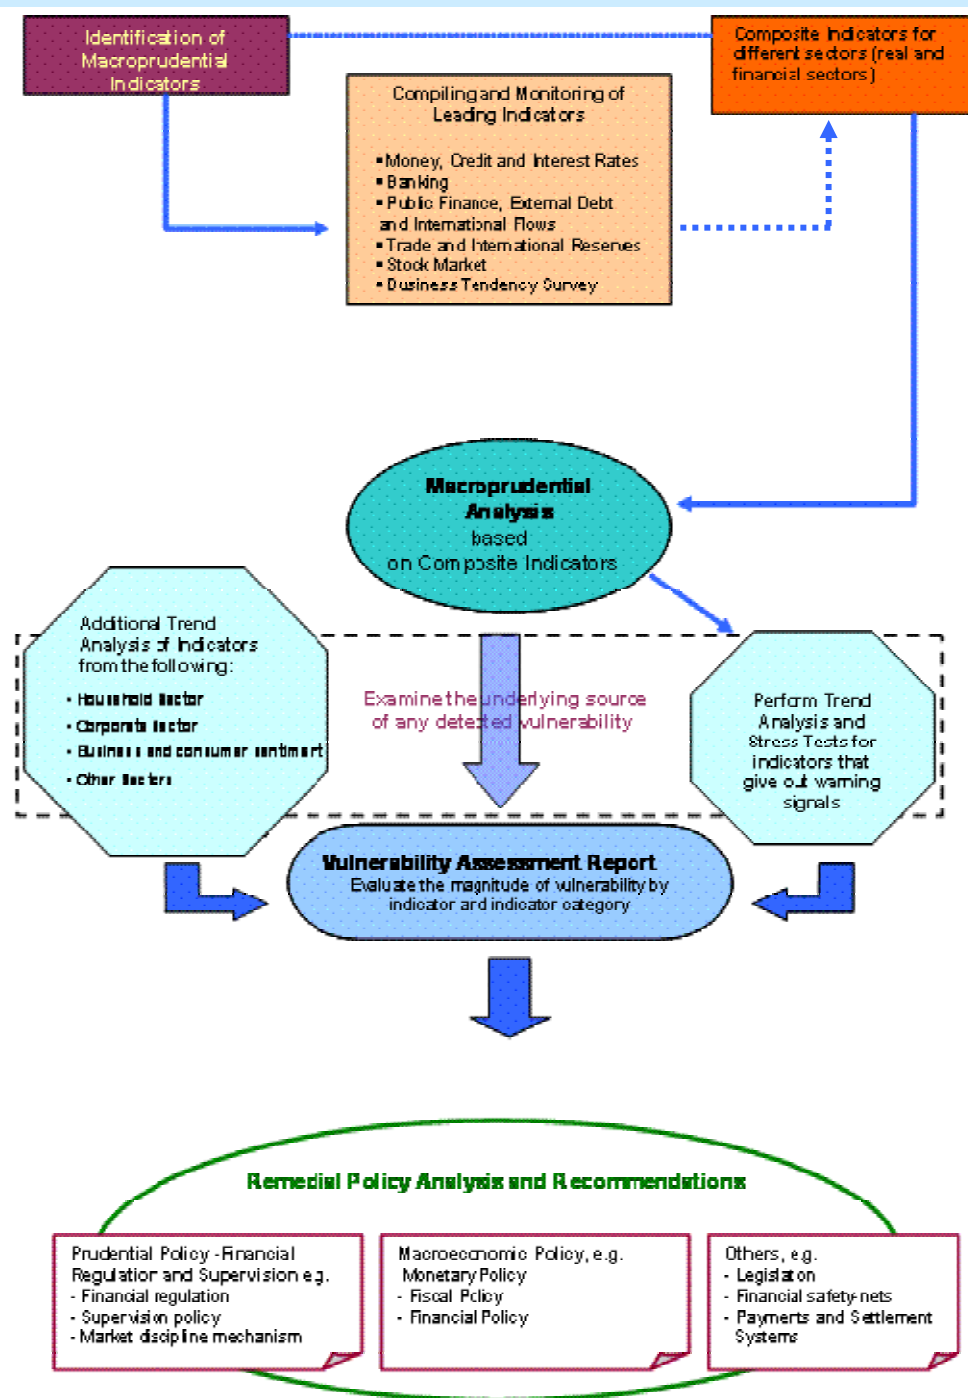 Identification of
Macroprudential
Indicators
Composite Indicators for
different sectors (real and
financial sectors)
Compiling and Monitoring of
Leading Indicators
▪ Money, Credit and Interest Rates
▪ Banking
▪ Public Finance, External Debt
and International Flows
▪ Trade and International Reserves
▪ Stock Market
▪ Business Tendency Survey
Macroprudential
Analysis
based
on Composite Indicators
Additional Trend
Analysis of Indicators
from the following:
• Household Sector
• Corporate Sector
• Business and consumer sentiment
• Other Sectors
Examine the underlying source
of any detected vulnerability
Perform Trend
Analysis and
Stress Tests for
indicators that
give out warning
signals
Vulnerability Assessment Report
Evaluate the magnitude of vulnerability by
indicator and indicator category
Remedial Policy Analysis and Recommendations
Prudential Policy -Financial
Regulation and Supervision e.g.
- Financial regulation
- Supervision policy
- Market discipline mechanism
Macroeconomic Policy, e.g.
Monetary Policy
- Fiscal Policy
- Financial Policy
Others, e.g.
- Legislation
- Financial safety-nets
- Payments and Settlement
Systems